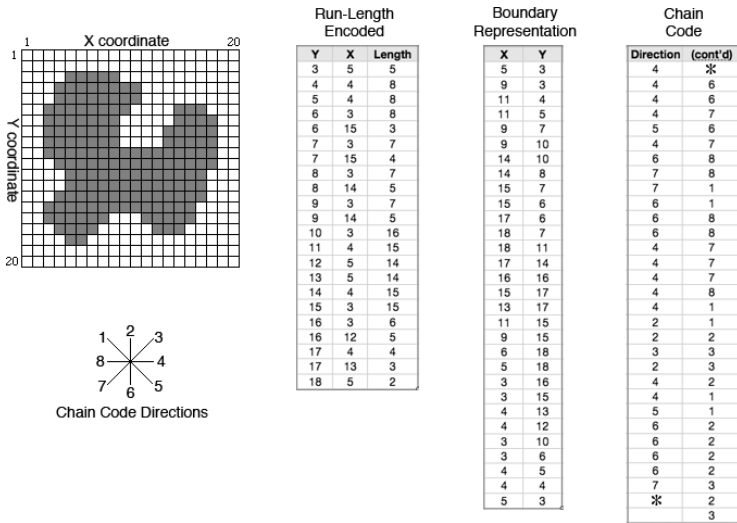 1 X coordinate 20
1
Y coordinate
20
1 2 3
8 4
7 6 5
Chain Code Directions
Run-Length
Encoded
Y X Length
3 5 5
4 4 8
5 4 8
6 3 8
6 15 3
7 3 7
7 15 4
8 3 7
8 14 5
9 3 7
9 14 5
10 3 16
11 4 15
12 5 14
13 5 14
14 4 15
15 3 15
16 3 6
16 12 5
17 4 4
17 13 3
18 5 2
Boundary
Representation
X Y
5 3
9 3
11 4
11 5
9 7
9 10
14 10
14 8
15 7
15 6
17 6
18 7
18 11
17 14
16 16
15 17
13 17
11 15
9 15
6 18
5 18
3 16
3 15
4 13
4 12
3 10
3 6
4 5
4 4
5 3
Chain
Code
Direction (cont'd)
4 *
4 6
4 6
4 7
5 6
4 7
6 8
7 8
7 1
6 1
6 8
6 8
4 7
4 7
4 7
4 8
4 1
2 1
2 2
3 3
2 3
4 2
4 1
5 1
6 2
6 2
6 2
6 2
7 3
* 2
3